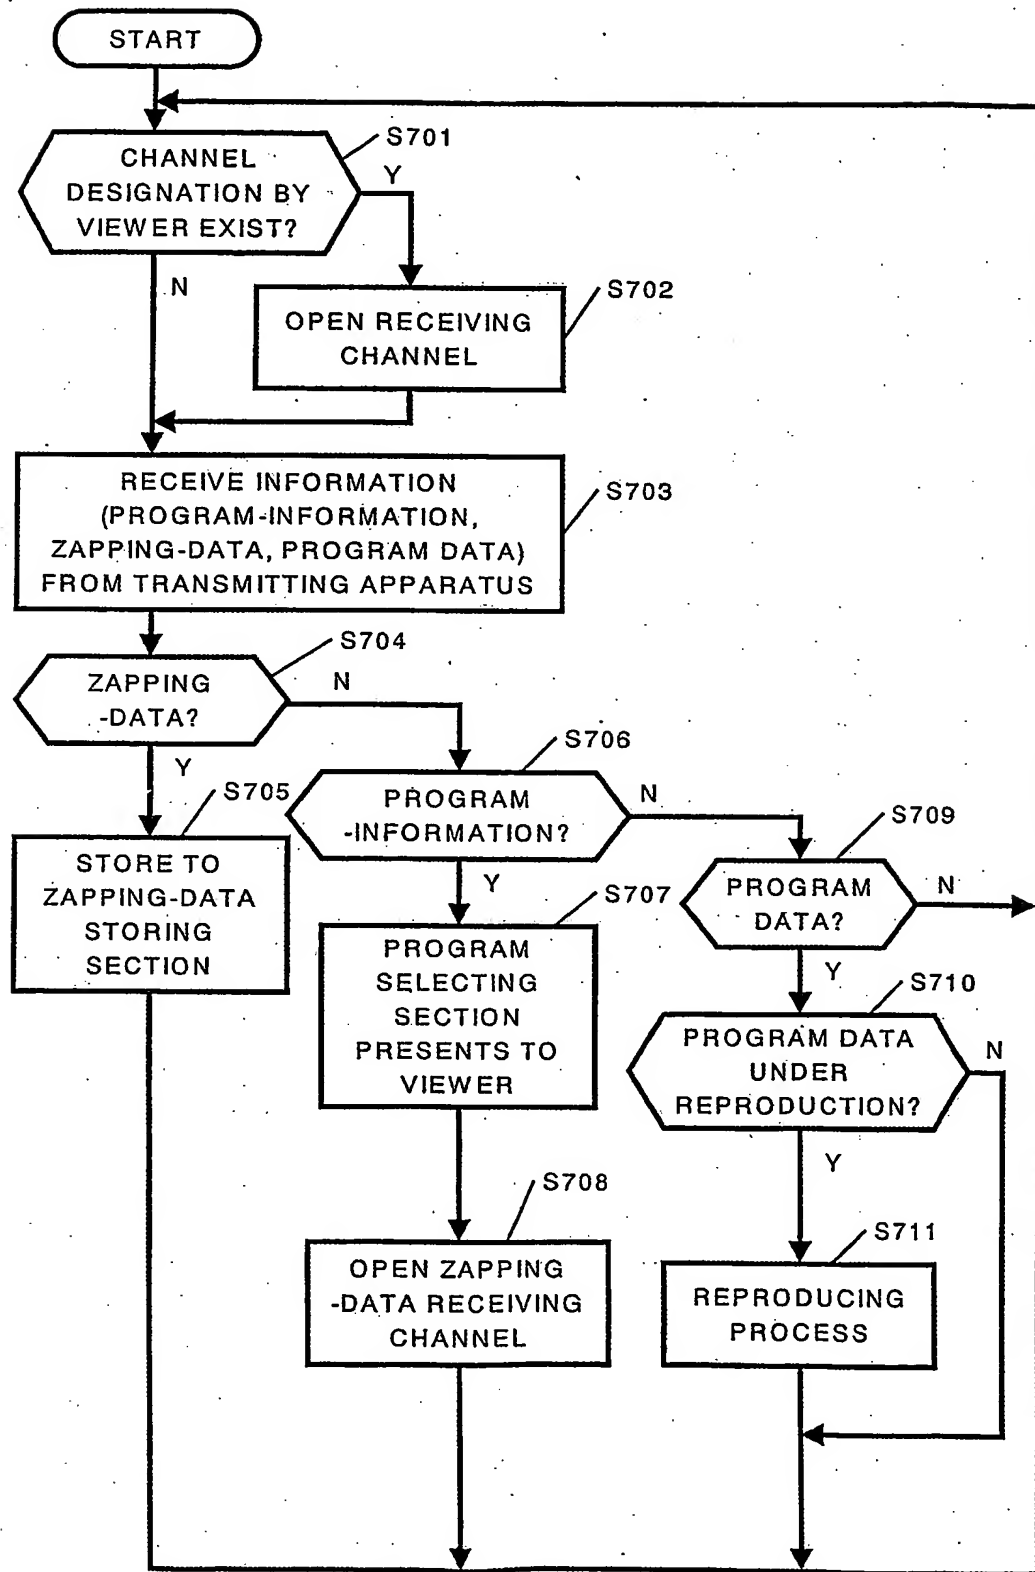 START
S701
CHANNEL
DESIGNATION BY
VIEWER EXIST?
Y
N
S702
OPEN RECEIVING
CHANNEL
RECEIVE INFORMATION
(PROGRAM-INFORMATION,
ZAPPING-DATA, PROGRAM DATA)
FROM TRANSMITTING APPARATUS
S703
S704
ZAPPING
-DATA?
N
Y
S705
STORE TO
ZAPPING-DATA
STORING
SECTION
S706
PROGRAM
-INFORMATION?
N
Y
S707
PROGRAM
SELECTING
SECTION
PRESENTS TO
VIEWER
S708
OPEN ZAPPING
-DATA RECEIVING
CHANNEL
S709
PROGRAM
DATA?
N
Y
S710
PROGRAM DATA
UNDER
REPRODUCTION?
N
Y
S711
REPRODUCING
PROCESS